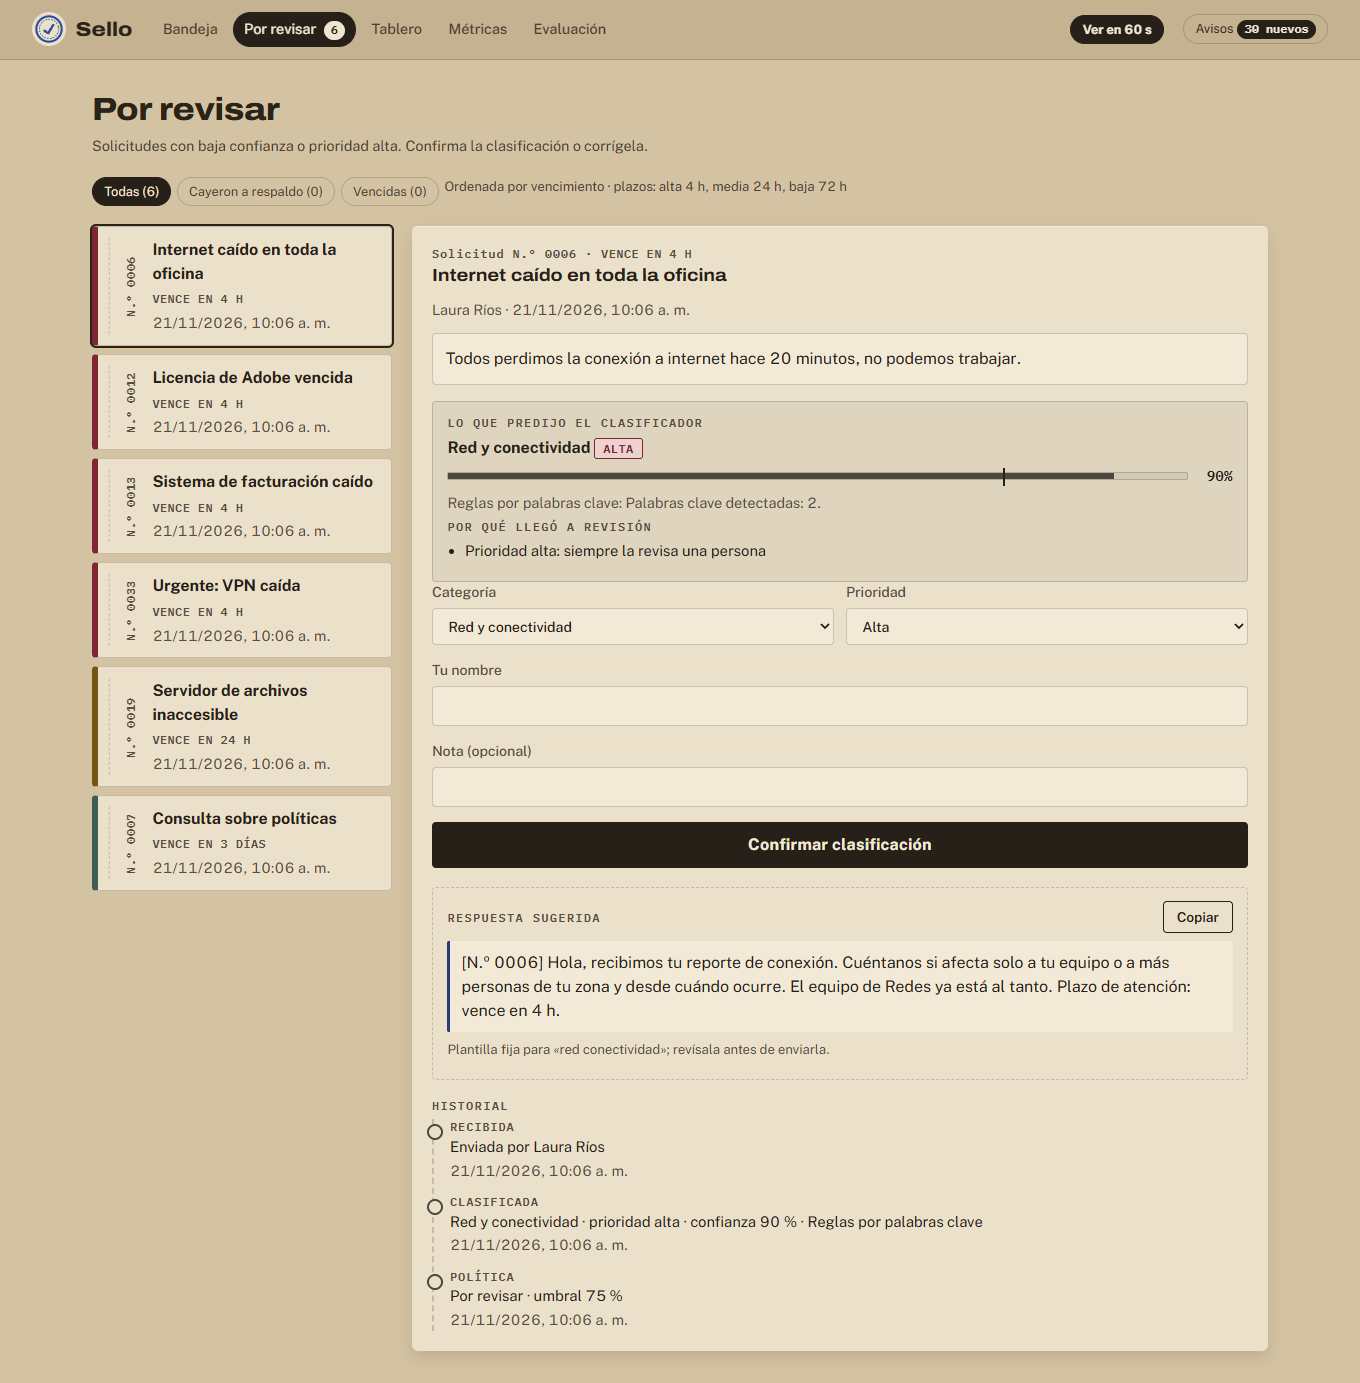 Sello
Bandeja
Por revisar 6
Tablero
Métricas
Evaluación
Ver en 60 s
Avisos 30 nuevos
Por revisar
Solicitudes con baja confianza o prioridad alta. Confirma la clasificación o corrígela.
Todas (6)
Cayeron a respaldo (0)
Vencidas (0)
Ordenada por vencimiento · plazos: alta 4 h, media 24 h, baja 72 h
N.º 0006
Internet caído en toda la
oficina
VENCE EN 4 H
21/11/2026, 10:06 a. m.
N.º 0012
Licencia de Adobe vencida
VENCE EN 4 H
21/11/2026, 10:06 a. m.
N.º 0013
Sistema de facturación caído
VENCE EN 4 H
21/11/2026, 10:06 a. m.
N.º 0033
Urgente: VPN caída
VENCE EN 4 H
21/11/2026, 10:06 a. m.
N.º 0019
Servidor de archivos
inaccesible
VENCE EN 24 H
21/11/2026, 10:06 a. m.
N.º 0007
Consulta sobre políticas
VENCE EN 3 DÍAS
21/11/2026, 10:06 a. m.
Solicitud N.º 0006 · VENCE EN 4 H
Internet caído en toda la oficina
Laura Ríos · 21/11/2026, 10:06 a. m.
Todos perdimos la conexión a internet hace 20 minutos, no podemos trabajar.
LO QUE PREDIJO EL CLASIFICADOR
Red y conectividad ALTA
90%
Reglas por palabras clave: Palabras clave detectadas: 2.
POR QUÉ LLEGÓ A REVISIÓN
• Prioridad alta: siempre la revisa una persona
Categoría
Prioridad
Red y conectividad
Alta
Tu nombre
Nota (opcional)
Confirmar clasificación
RESPUESTA SUGERIDA
Copiar
[N.º 0006] Hola, recibimos tu reporte de conexión. Cuéntanos si afecta solo a tu equipo o a más
personas de tu zona y desde cuándo ocurre. El equipo de Redes ya está al tanto. Plazo de atención:
vence en 4 h.
Plantilla fija para «red conectividad»; revísala antes de enviarla.
HISTORIAL
RECIBIDA
Enviada por Laura Ríos
21/11/2026, 10:06 a. m.
CLASIFICADA
Red y conectividad · prioridad alta · confianza 90 % · Reglas por palabras clave
21/11/2026, 10:06 a. m.
POLÍTICA
Por revisar · umbral 75 %
21/11/2026, 10:06 a. m.